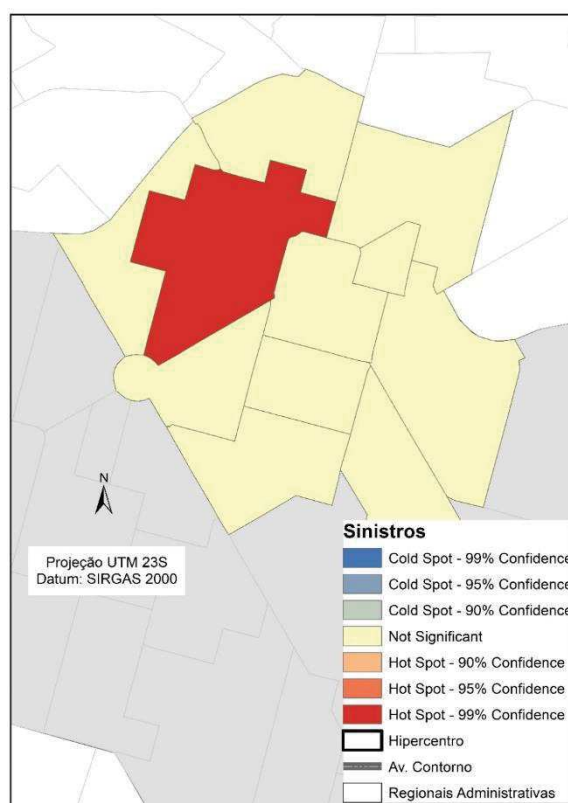 N
Projeção UTM 23S
Datum: SIRGAS 2000
Sinistros
Cold Spot - 99% Confidence
Cold Spot - 95% Confidence
Cold Spot - 90% Confidence
Not Significant
Hot Spot - 90% Confidence
Hot Spot - 95% Confidence
Hot Spot - 99% Confidence
Hipercentro
Av. Contorno
Regionais Administrativas